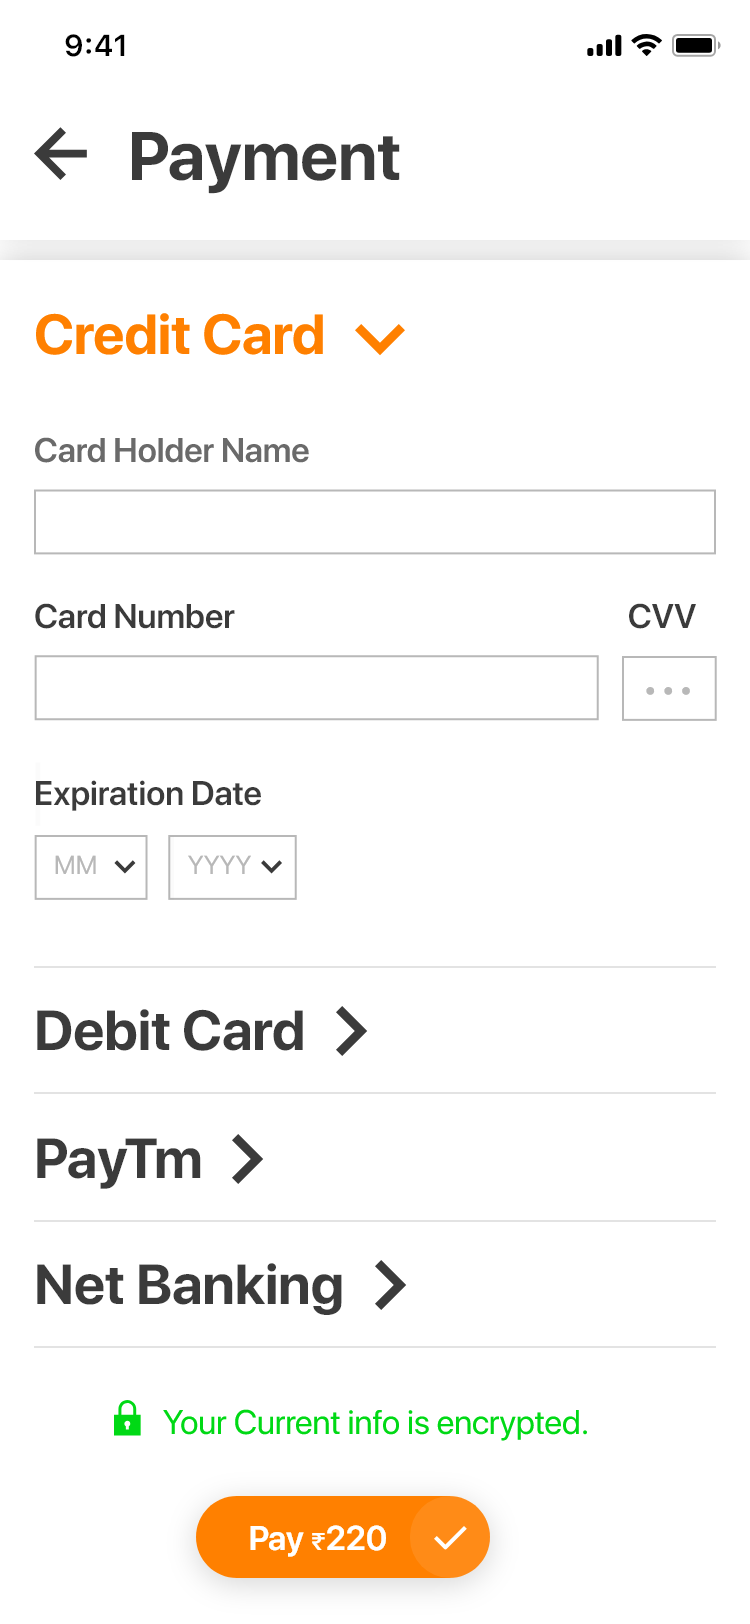 9:41
Payment
Credit Card
Card Holder Name
Card Number CVV
Expiration Date
MM YYYY
Debit Card
PayTm
Net Banking
Your Current info is encrypted.
Pay ₹220